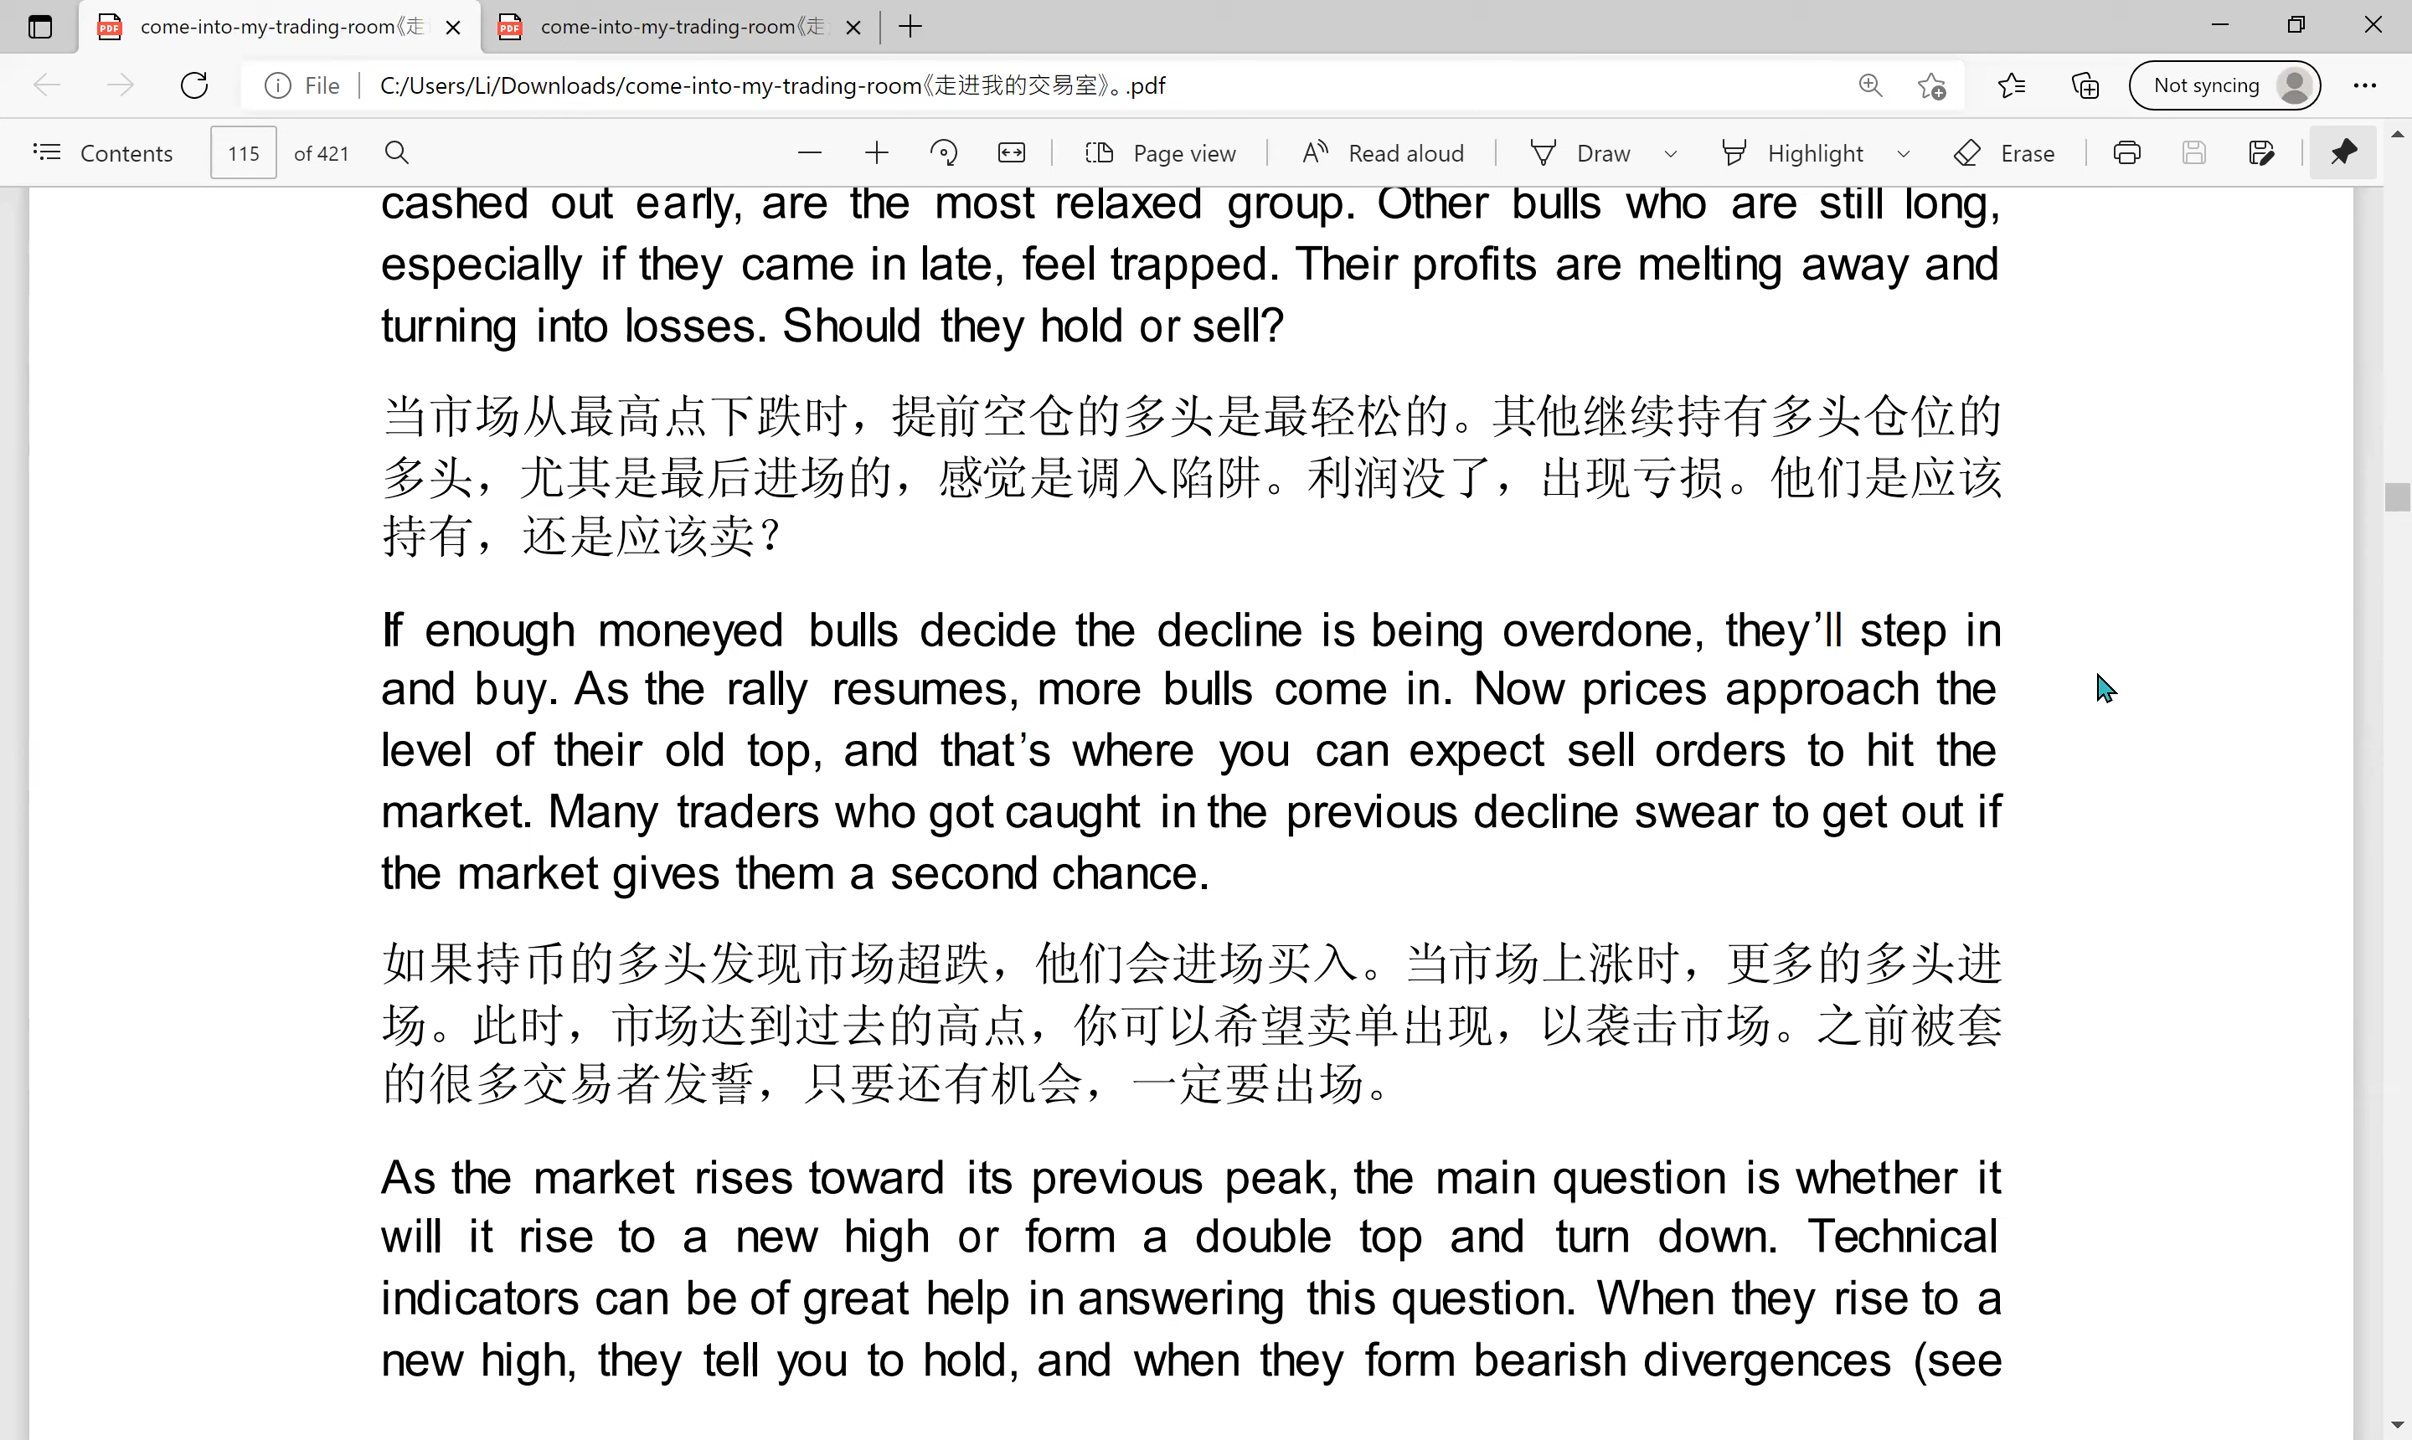 come-into-my-trading-room《走
come-into-my-trading-room《走
File
C:/Users/Li/Downloads/come-into-my-trading-room《走进我的交易室》。.pdf
Not syncing
Contents
115
of 421
Page view
Read aloud
Draw
Highlight
Erase
cashed out early, are the most relaxed group. Other bulls who are still long,
especially if they came in late, feel trapped. Their profits are melting away and
turning into losses. Should they hold or sell?
当市场从最高点下跌时，提前空仓的多头是最轻松的。其他继续持有多头仓位的
多头，尤其是最后进场的，感觉是调入陷阱。利润没了，出现亏损。他们是应该
持有，还是应该卖？
If enough moneyed bulls decide the decline is being overdone, they’ll step in
and buy. As the rally resumes, more bulls come in. Now prices approach the
level of their old top, and that’s where you can expect sell orders to hit the
market. Many traders who got caught in the previous decline swear to get out if
the market gives them a second chance.
如果持币的多头发现市场超跌，他们会进场买入。当市场上涨时，更多的多头进
场。此时，市场达到过去的高点，你可以希望卖单出现，以袭击市场。之前被套
的很多交易者发誓，只要还有机会，一定要出场。
As the market rises toward its previous peak, the main question is whether it
will it rise to a new high or form a double top and turn down. Technical
indicators can be of great help in answering this question. When they rise to a
new high, they tell you to hold, and when they form bearish divergences (see